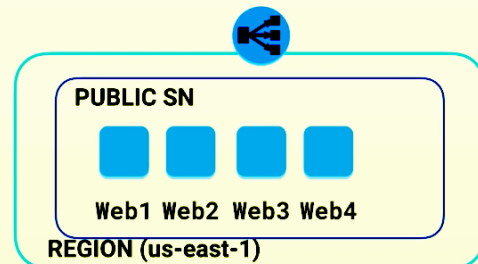 PUBLIC SN
Web1 Web2 Web3 Web4
REGION (us-east-1)